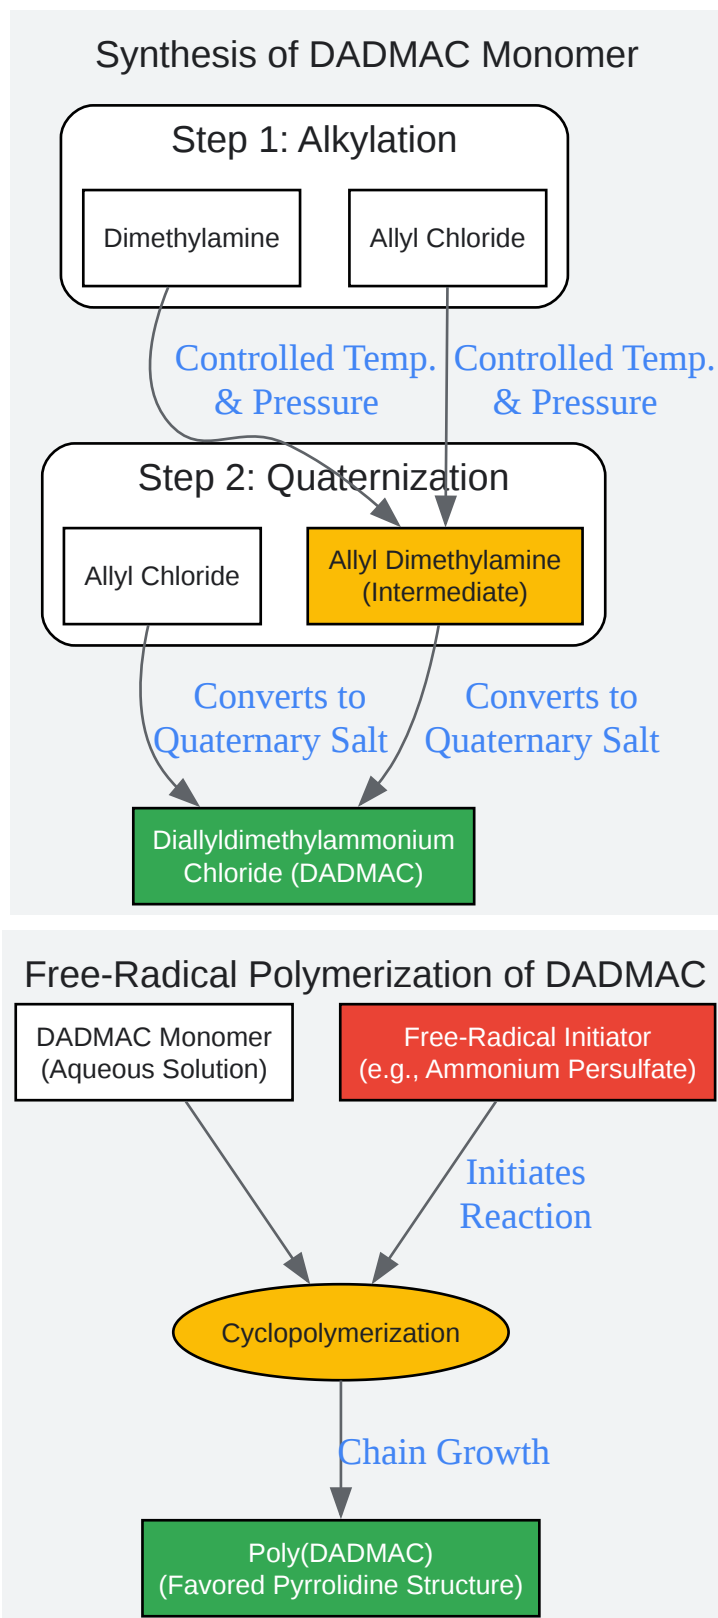 Synthesis of DADMAC Monomer
Step 1: Alkylation
Dimethylamine
Allyl Chloride
Controlled Temp.
& Pressure
Controlled Temp.
& Pressure
Step 2: Quaternization
Allyl Chloride
Allyl Dimethylamine
(Intermediate)
Converts to
Quaternary Salt
Converts to
Quaternary Salt
Diallyldimethylammonium
Chloride (DADMAC)
Free-Radical Polymerization of DADMAC
DADMAC Monomer
(Aqueous Solution)
Free-Radical Initiator
(e.g., Ammonium Persulfate)
Initiates
Reaction
Cyclopolymerization
Chain Growth
Poly(DADMAC)
(Favored Pyrrolidine Structure)